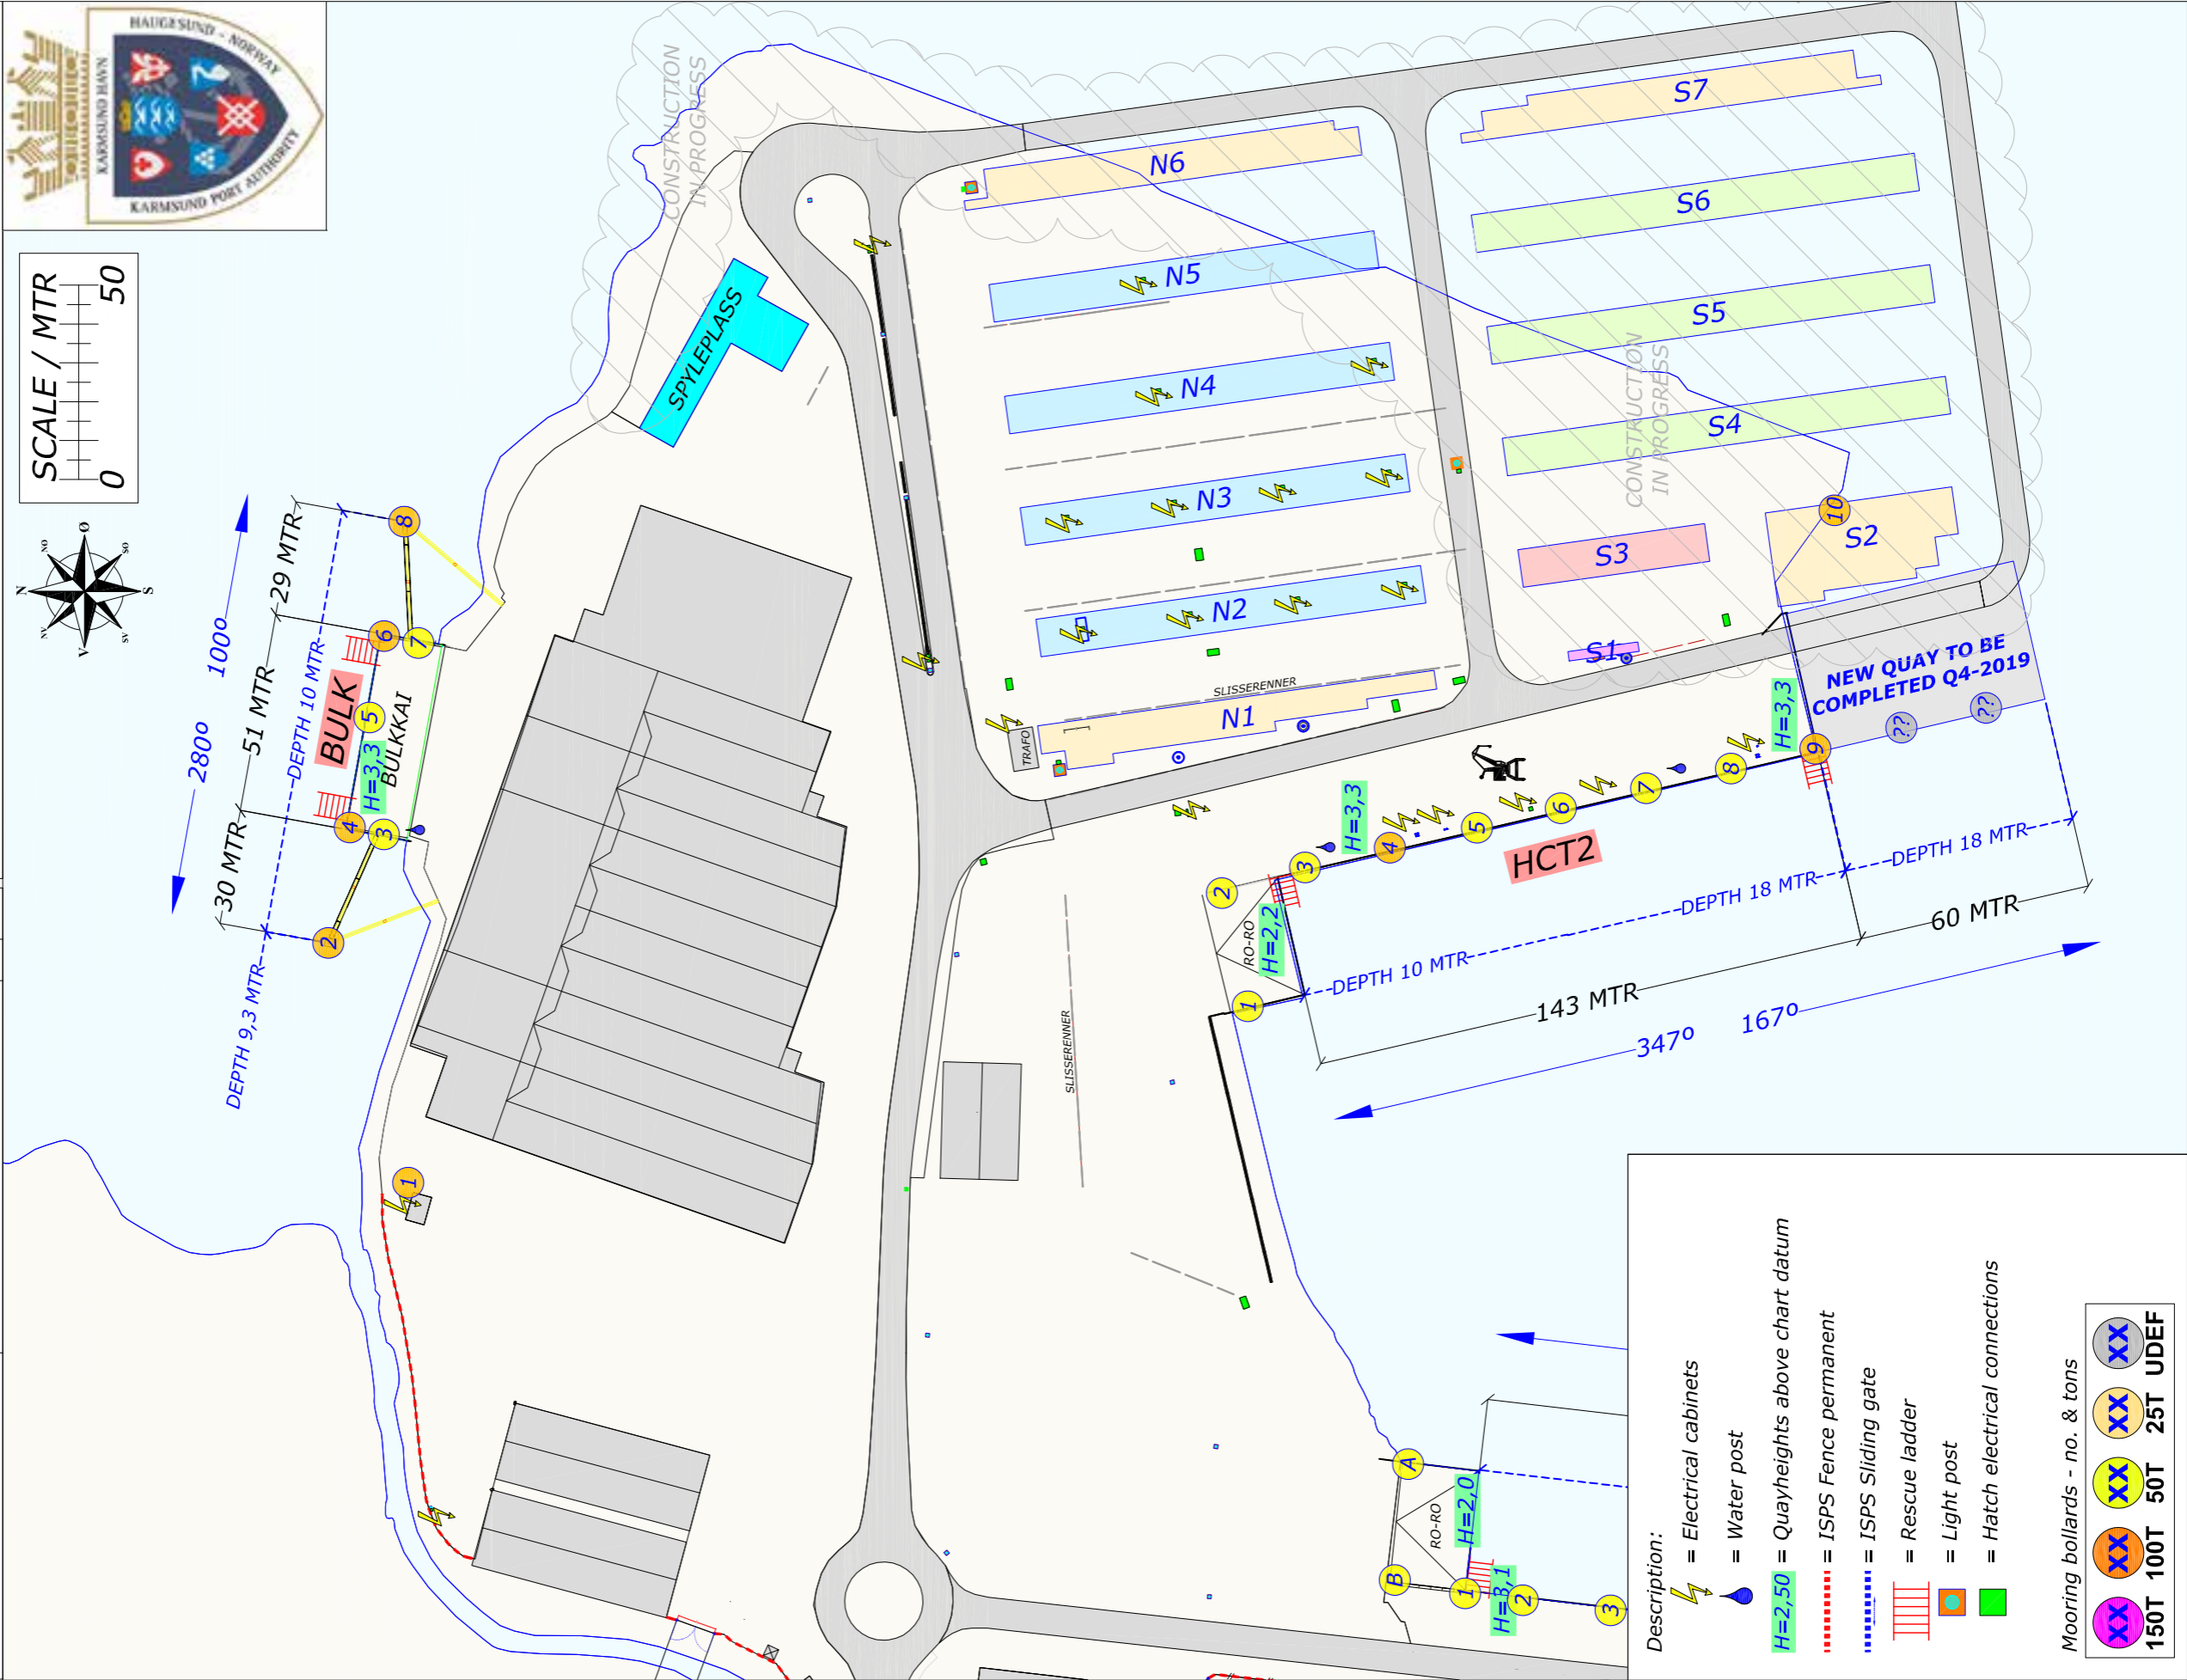 HAUGESUND - NORWAY
KARMSUND HAVN
KARMSUND PORT AUTHORITY
SCALE / MTR
0 50
N
NO
Ø
SO
S
SV
V
NV
100º
280º
30 MTR
51 MTR
29 MTR
DEPTH 9,3 MTR
DEPTH 10 MTR
BULK
H=3,3
BULKKAI
1
2
3
4
5
6
7
8
SPYLEPLASS
CONSTRUCTION
IN PROGRESS
N6
N5
N4
N3
N2
N1
SLISSERENNER
TRAFO
S7
S6
S5
S4
S3
S2
S1
CONSTRUCTION
IN PROGRESS
10
NEW QUAY TO BE
COMPLETED Q4-2019
??
??
H=3,3
H=3,3
HCT2
1
2
3
4
5
6
7
8
9
RO-RO
H=2,2
DEPTH 10 MTR
DEPTH 18 MTR
DEPTH 18 MTR
143 MTR
60 MTR
347º 167º
SLISSERENNER
A
B
RO-RO
H=2,0
H=3,1
1
2
3
Description:
= Electrical cabinets
= Water post
H=2,50 = Quayheights above chart datum
= ISPS Fence permanent
= ISPS Sliding gate
= Rescue ladder
= Light post
= Hatch electrical connections
Mooring bollards - no. & tons
XX XX XX XX XX
150T 100T 50T 25T UDEF